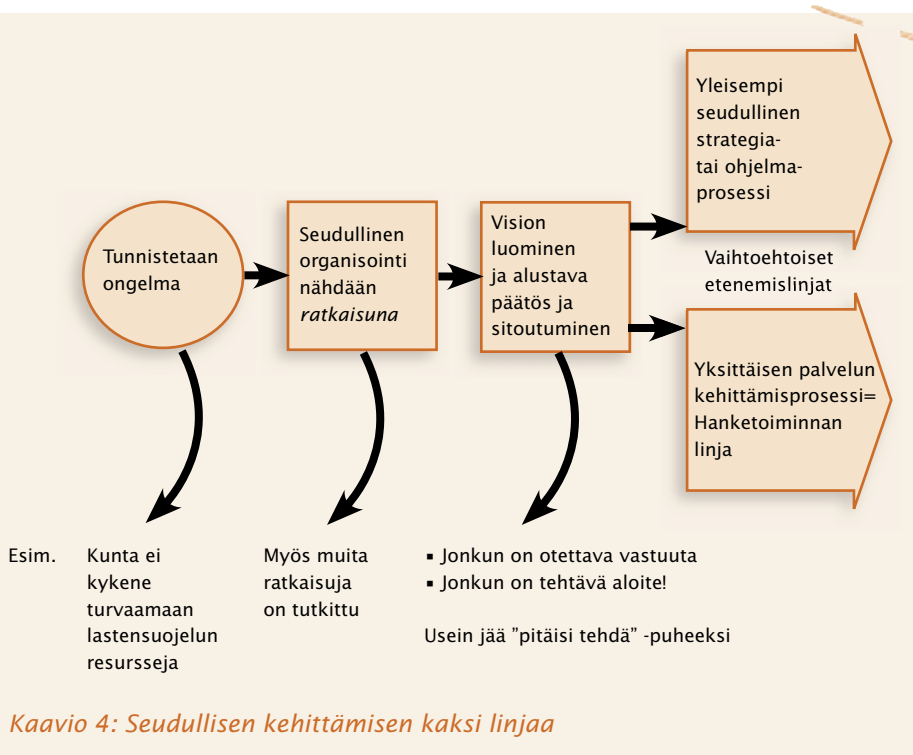 Tunnistetaan
ongelma
Seudullinen
organisointi
nähdään
ratkaisuna
Vision
luominen
ja alustava
päätös ja
sitoutuminen
Yleisempi
seudullinen
strategia-
tai ohjelma-
prosessi
Vaihtoehtoiset
etenemislinjat
Yksittäisen palvelun
kehittämisprosessi=
Hanketoiminnan
linja
Esim.
Kunta ei
kykene
turvaamaan
lastensuojelun
resursseja
Myös muita
ratkaisuja
on tutkittu
▪ Jonkun on otettava vastuuta
▪ Jonkun on tehtävä aloite!
Usein jää ”pitäisi tehdä” -puheeksi
Kaavio 4: Seudullisen kehittämisen kaksi linjaa